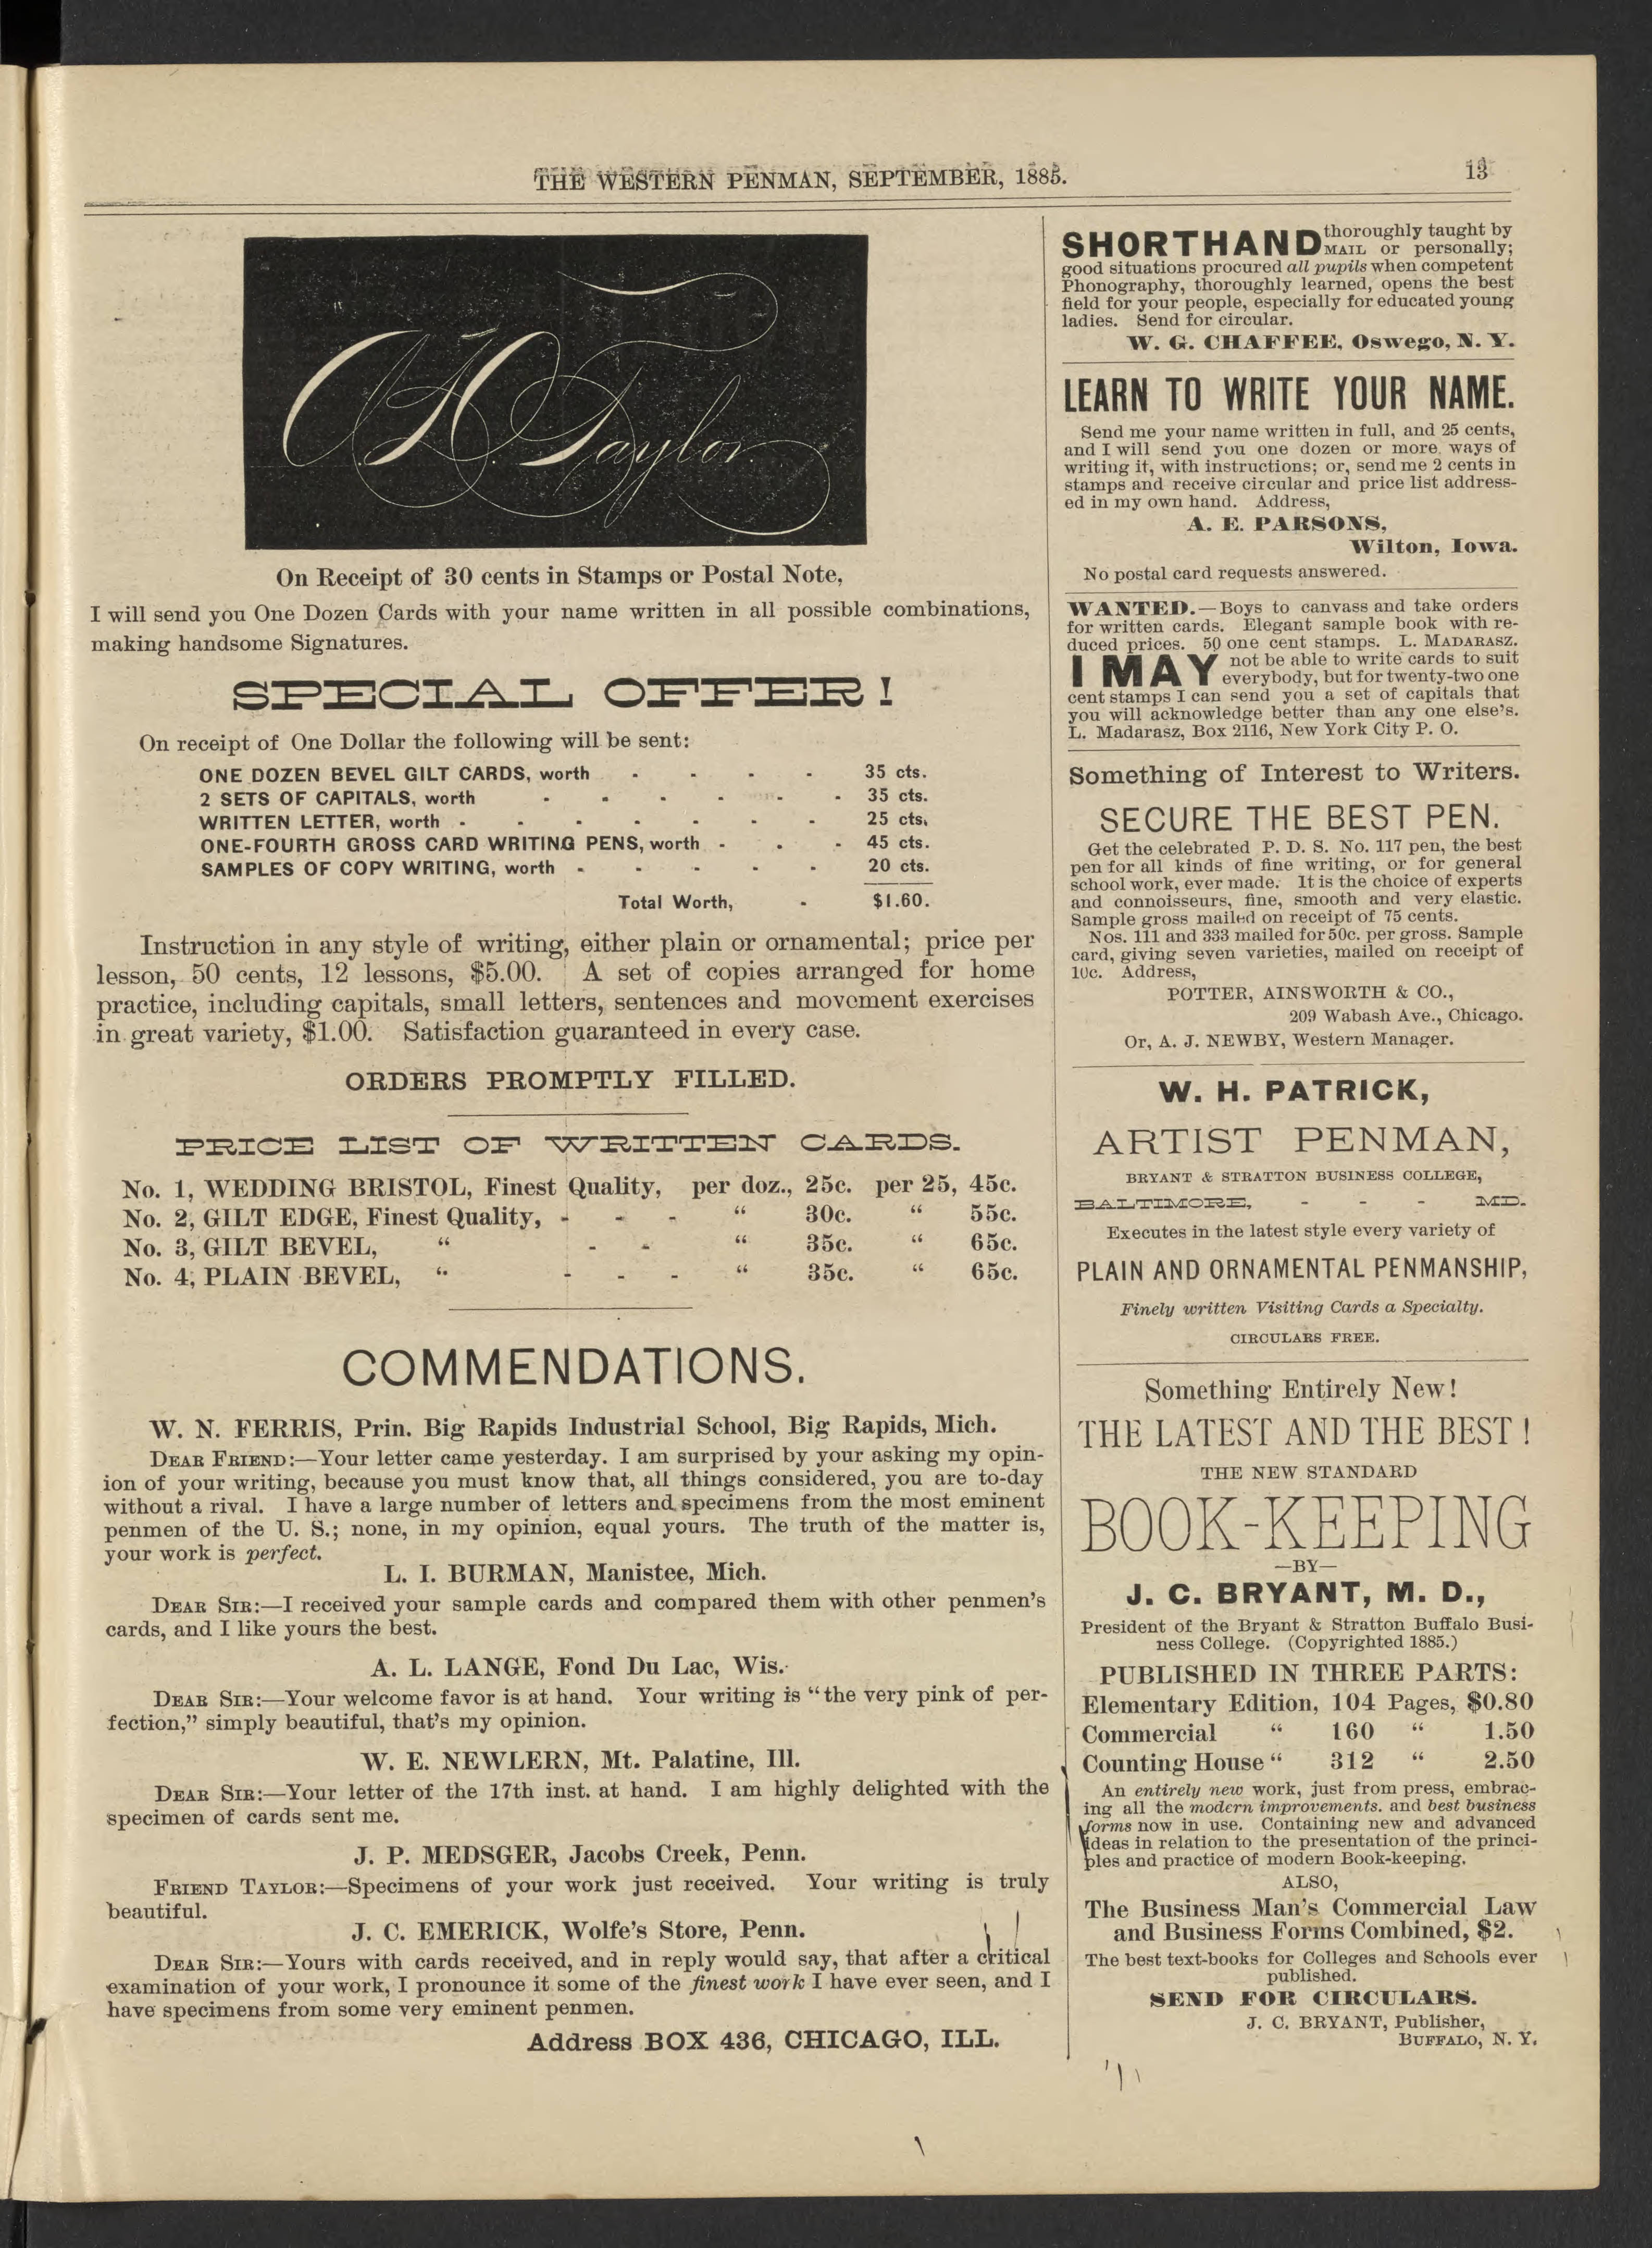 THE WESTERN PENMAN, SEPTEMBER, 1885.
13
Taylor
On Receipt of 30 cents in Stamps or Postal Note,
I will send you One Dozen Cards with your name written in all possible combinations,
making handsome Signatures.
SPECIAL OFFER!
On receipt of One Dollar the following will be sent:
ONE DOZEN BEVEL GILT CARDS, worth - - - - 35 cts.
2 SETS OF CAPITALS, worth - - - - - - 35 cts.
WRITTEN LETTER, worth - - - - - - - 25 cts.
ONE-FOURTH GROSS CARD WRITING PENS, worth - - - 45 cts.
SAMPLES OF COPY WRITING, worth - - - - - 20 cts.
Total Worth, - $1.60.
Instruction in any style of writing, either plain or ornamental; price per
lesson, 50 cents, 12 lessons, $5.00. A set of copies arranged for home
practice, including capitals, small letters, sentences and movement exercises
in great variety, $1.00. Satisfaction guaranteed in every case.
ORDERS PROMPTLY FILLED.
PRICE LIST OF WRITTEN CARDS.
No. 1, WEDDING BRISTOL, Finest Quality, per doz., 25c. per 25, 45c.
No. 2, GILT EDGE, Finest Quality, - - - “ 30c. “ 55c.
No. 3, GILT BEVEL, “ - - “ 35c. “ 65c.
No. 4, PLAIN BEVEL, “ - - - “ 35c. “ 65c.
COMMENDATIONS.
W. N. FERRIS, Prin. Big Rapids Industrial School, Big Rapids, Mich.
DEAR FRIEND:—Your letter came yesterday. I am surprised by your asking my opin-
ion of your writing, because you must know that, all things considered, you are to-day
without a rival. I have a large number of letters and specimens from the most eminent
penmen of the U. S.; none, in my opinion, equal yours. The truth of the matter is,
your work is perfect.
L. I. BURMAN, Manistee, Mich.
DEAR SIR:—I received your sample cards and compared them with other penmen's
cards, and I like yours the best.
A. L. LANGE, Fond Du Lac, Wis.
DEAR SIR:—Your welcome favor is at hand. Your writing is “the very pink of per-
fection,” simply beautiful, that's my opinion.
W. E. NEWLERN, Mt. Palatine, Ill.
DEAR SIR:—Your letter of the 17th inst. at hand. I am highly delighted with the
specimen of cards sent me.
J. P. MEDSGER, Jacobs Creek, Penn.
FRIEND TAYLOR:—Specimens of your work just received. Your writing is truly
beautiful.
J. C. EMERICK, Wolfe's Store, Penn.
DEAR SIR:—Yours with cards received, and in reply would say, that after a critical
examination of your work, I pronounce it some of the finest work I have ever seen, and I
have specimens from some very eminent penmen.
Address BOX 436, CHICAGO, ILL.
SHORTHAND thoroughly taught by
MAIL or personally;
good situations procured all pupils when competent
Phonography, thoroughly learned, opens the best
field for your people, especially for educated young
ladies. Send for circular.
W. G. CHAFFEE, Oswego, N. Y.
LEARN TO WRITE YOUR NAME.
Send me your name written in full, and 25 cents,
and I will send you one dozen or more ways of
writing it, with instructions; or, send me 2 cents in
stamps and receive circular and price list address-
ed in my own hand. Address,
A. E. PARSONS,
Wilton, Iowa.
No postal card requests answered.
WANTED.—Boys to canvass and take orders
for written cards. Elegant sample book with re-
duced prices. 50 one cent stamps. L. MADARASZ.
I MAY not be able to write cards to suit
everybody, but for twenty-two one
cent stamps I can send you a set of capitals that
you will acknowledge better than any one else's.
L. Madarasz, Box 2116, New York City P. O.
Something of Interest to Writers.
SECURE THE BEST PEN.
Get the celebrated P. D. S. No. 117 pen, the best
pen for all kinds of fine writing, or for general
school work, ever made. It is the choice of experts
and connoisseurs, fine, smooth and very elastic.
Sample gross mailed on receipt of 75 cents.
Nos. 111 and 333 mailed for 50c. per gross. Sample
card, giving seven varieties, mailed on receipt of
10c. Address,
POTTER, AINSWORTH & CO.,
209 Wabash Ave., Chicago.
Or, A. J. NEWBY, Western Manager.
W. H. PATRICK,
ARTIST PENMAN,
BRYANT & STRATTON BUSINESS COLLEGE,
BALTIMORE, - - - MD.
Executes in the latest style every variety of
PLAIN AND ORNAMENTAL PENMANSHIP,
Finely written Visiting Cards a Specialty.
CIRCULARS FREE.
Something Entirely New!
THE LATEST AND THE BEST!
THE NEW STANDARD
BOOK-KEEPING
—BY—
J. C. BRYANT, M. D.,
President of the Bryant & Stratton Buffalo Busi-
ness College. (Copyrighted 1885.)
PUBLISHED IN THREE PARTS:
Elementary Edition, 104 Pages, $0.80
Commercial “ 160 “ 1.50
Counting House “ 312 “ 2.50
An entirely new work, just from press, embrac-
ing all the modern improvements. and best business
forms now in use. Containing new and advanced
ideas in relation to the presentation of the princi-
ples and practice of modern Book-keeping.
ALSO,
The Business Man's Commercial Law
and Business Forms Combined, $2.
The best text-books for Colleges and Schools ever
published.
SEND FOR CIRCULARS.
J. C. BRYANT, Publisher,
BUFFALO, N. Y.